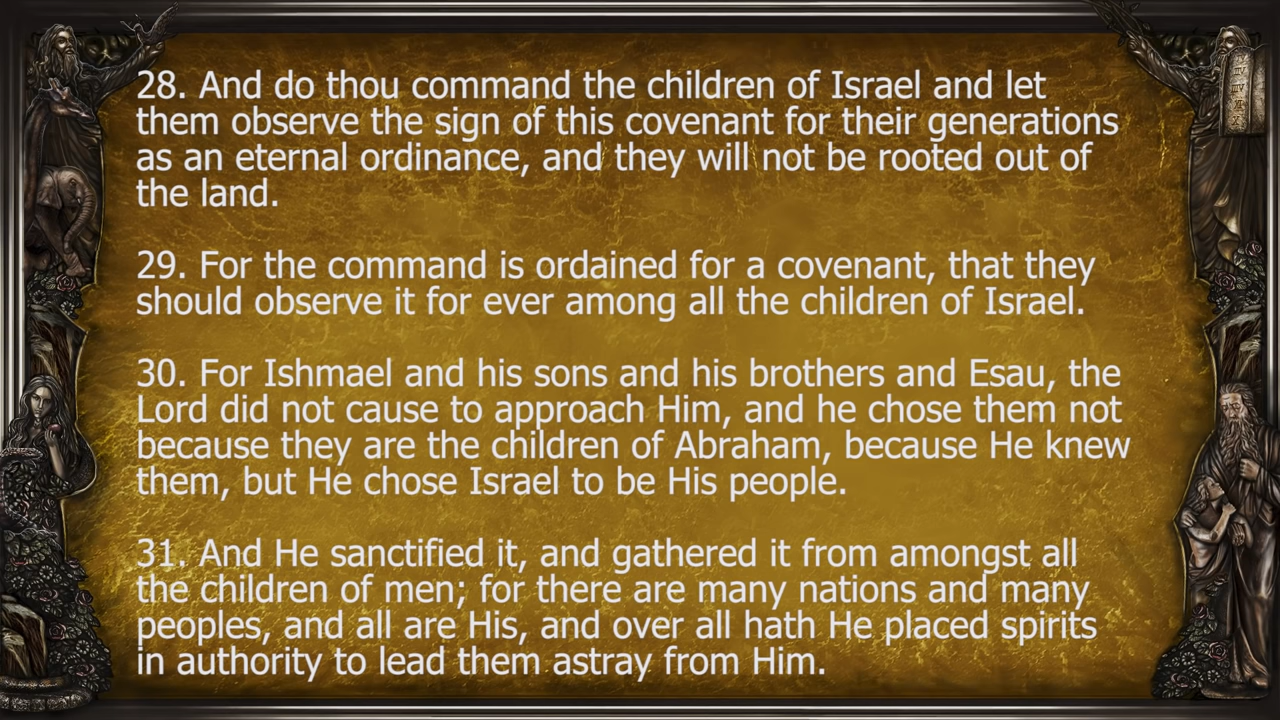 28. And do thou command the children of Israel and let
them observe the sign of this covenant for their generations
as an eternal ordinance, and they will not be rooted out of
the land.
29. For the command is ordained for a covenant, that they
should observe it for ever among all the children of Israel.
30. For Ishmael and his sons and his brothers and Esau, the
Lord did not cause to approach Him, and he chose them not
because they are the children of Abraham, because He knew
them, but He chose Israel to be His people.
31. And He sanctified it, and gathered it from amongst all
the children of men; for there are many nations and many
peoples, and all are His, and over all hath He placed spirits
in authority to lead them astray from Him.